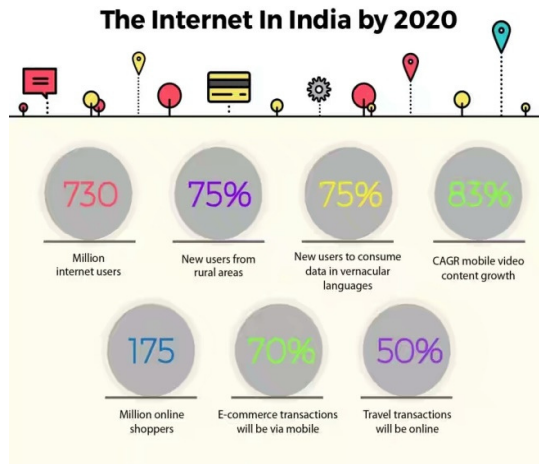 The Internet In India by 2020
730
Million
internet users
75%
New users from
rural areas
75%
New users to consume
data in vernacular
languages
83%
CAGR mobile video
content growth
175
Million online
shoppers
70%
E-commerce transactions
will be via mobile
50%
Travel transactions
will be online